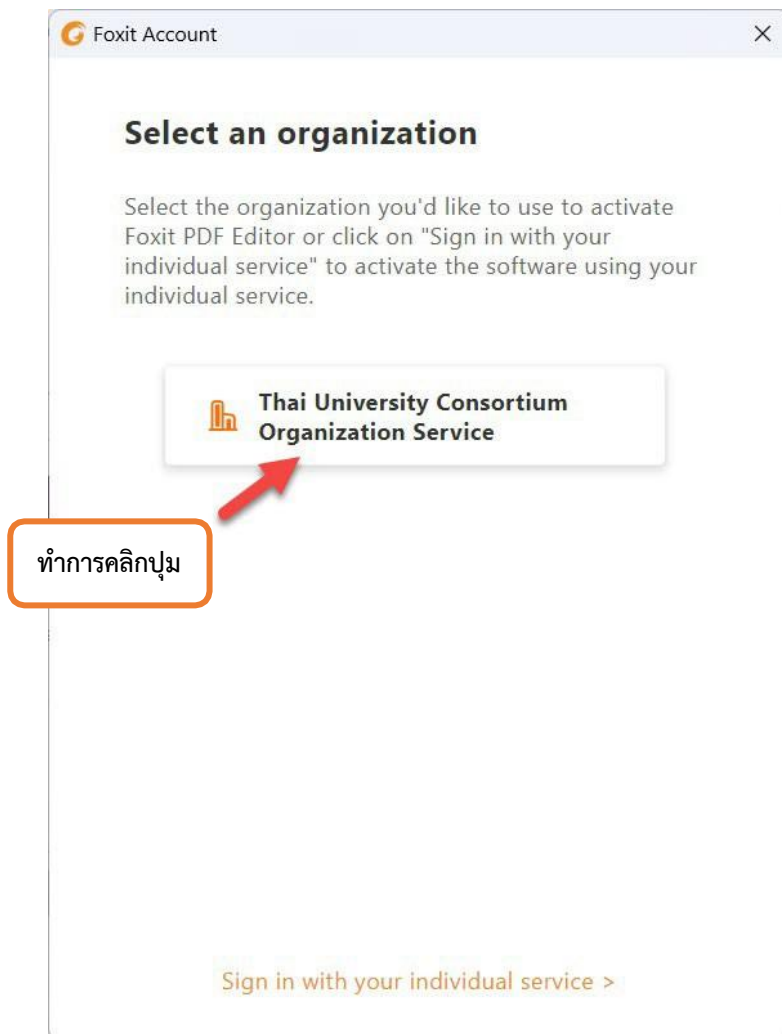 Foxit Account
Select an organization
Select the organization you'd like to use to activate
Foxit PDF Editor or click on "Sign in with your
individual service" to activate the software using your
individual service.
Thai University Consortium
Organization Service
ทำการคลิกปุ่ม
Sign in with your individual service >